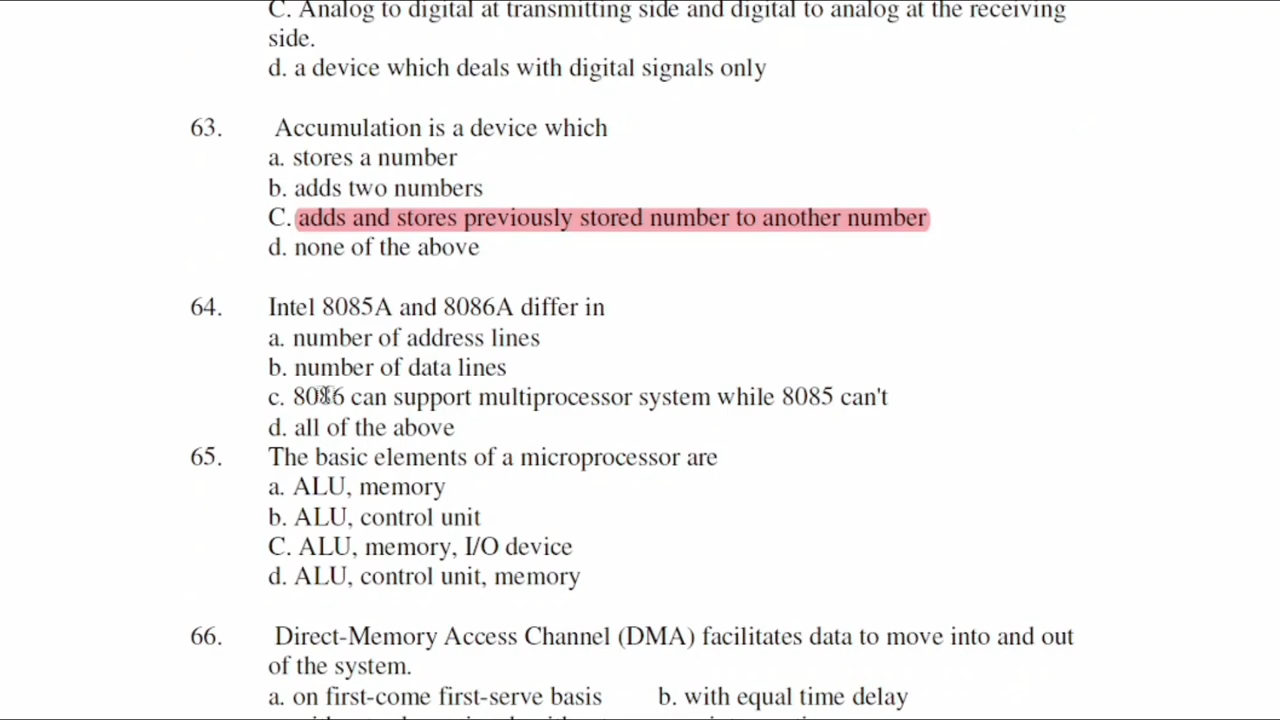 C. Analog to digital at transmitting side and digital to analog at the receiving
side.
d. a device which deals with digital signals only
63. Accumulation is a device which
a. stores a number
b. adds two numbers
C. adds and stores previously stored number to another number
d. none of the above
64. Intel 8085A and 8086A differ in
a. number of address lines
b. number of data lines
c. 8086 can support multiprocessor system while 8085 can't
d. all of the above
65. The basic elements of a microprocessor are
a. ALU, memory
b. ALU, control unit
C. ALU, memory, I/O device
d. ALU, control unit, memory
66. Direct-Memory Access Channel (DMA) facilitates data to move into and out
of the system.
a. on first-come first-serve basis b. with equal time delay